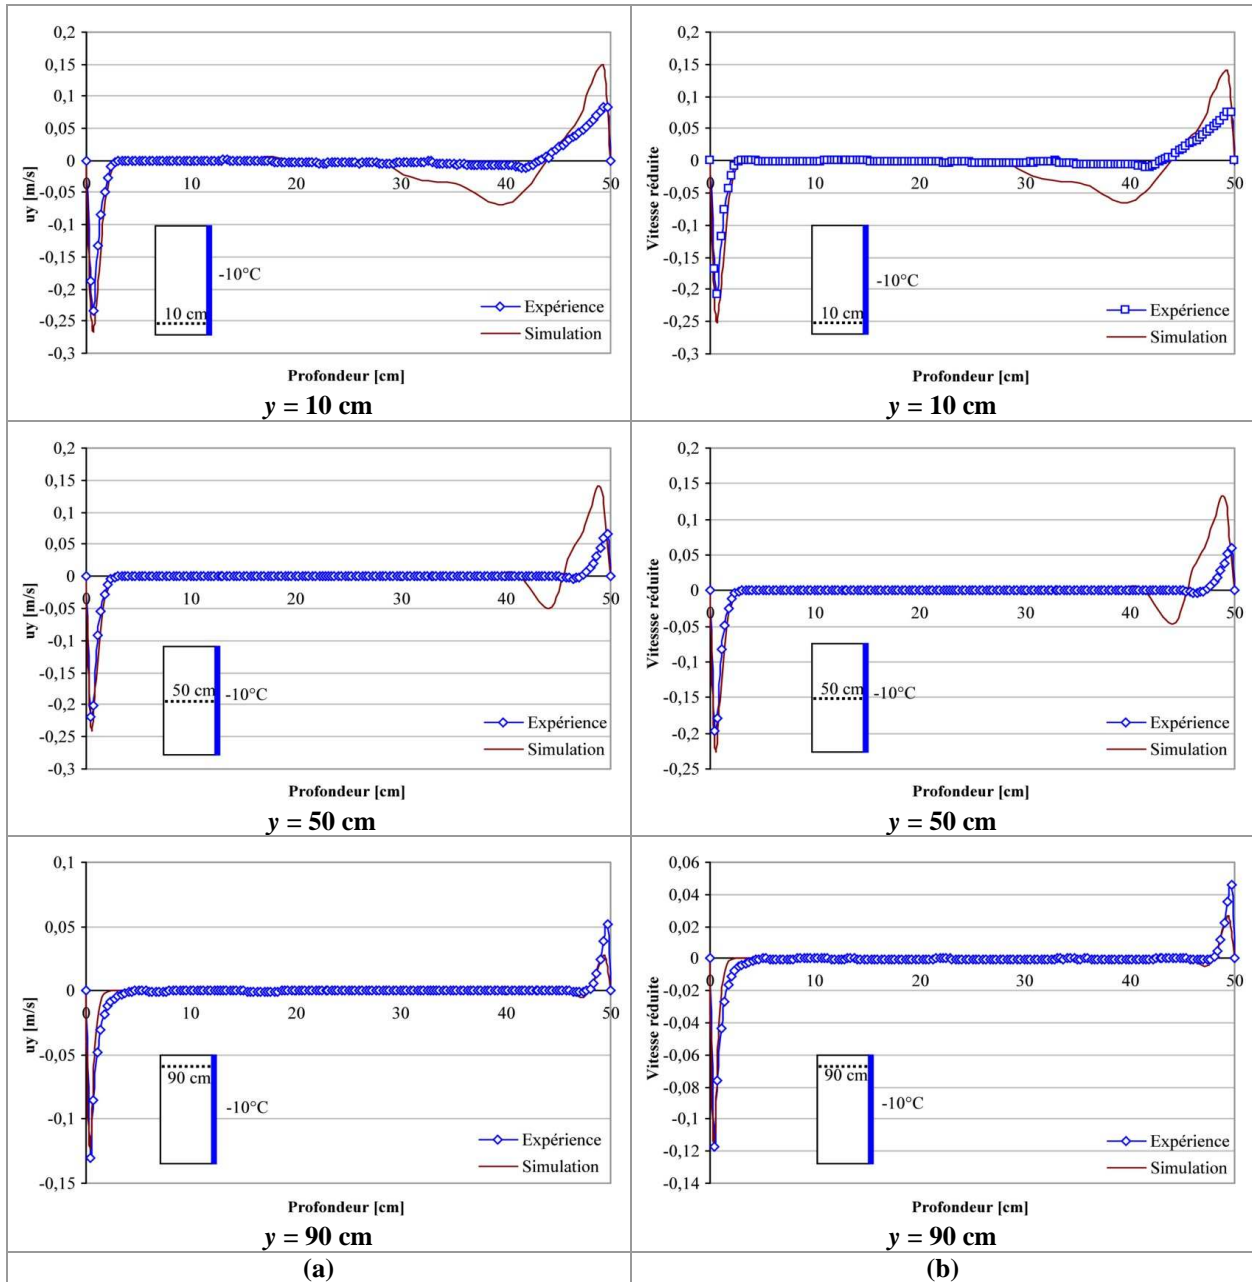 0,2
0,15
0,1
0,05
0
-0,05
-0,1
-0,15
-0,2
-0,25
-0,3
uy [m/s]
0 10 20 30 40 50
-10°C
10 cm
Expérience
Simulation
Profondeur [cm]
y = 10 cm
0,2
0,15
0,1
0,05
0
-0,05
-0,1
-0,15
-0,2
-0,25
-0,3
Vitesse réduite
0 10 20 30 40 50
-10°C
10 cm
Expérience
Simulation
Profondeur [cm]
y = 10 cm
0,2
0,15
0,1
0,05
0
-0,05
-0,1
-0,15
-0,2
-0,25
-0,3
uy [m/s]
0 10 20 30 40 50
50 cm
-10°C
Expérience
Simulation
Profondeur [cm]
y = 50 cm
0,2
0,15
0,1
0,05
0
-0,05
-0,1
-0,15
-0,2
-0,25
Vitessse réduite
0 10 20 30 40 50
50 cm
-10°C
Expérience
Simulation
Profondeur [cm]
y = 50 cm
0,1
0,05
0
-0,05
-0,1
-0,15
uy [m/s]
0 10 20 30 40 50
90 cm
-10°C
Expérience
Simulation
Profondeur [cm]
y = 90 cm
0,06
0,04
0,02
0
-0,02
-0,04
-0,06
-0,08
-0,1
-0,12
-0,14
Vitesse réduite
0 10 20 30 40 50
90 cm
-10°C
Expérience
Simulation
Profondeur [cm]
y = 90 cm
(a)
(b)